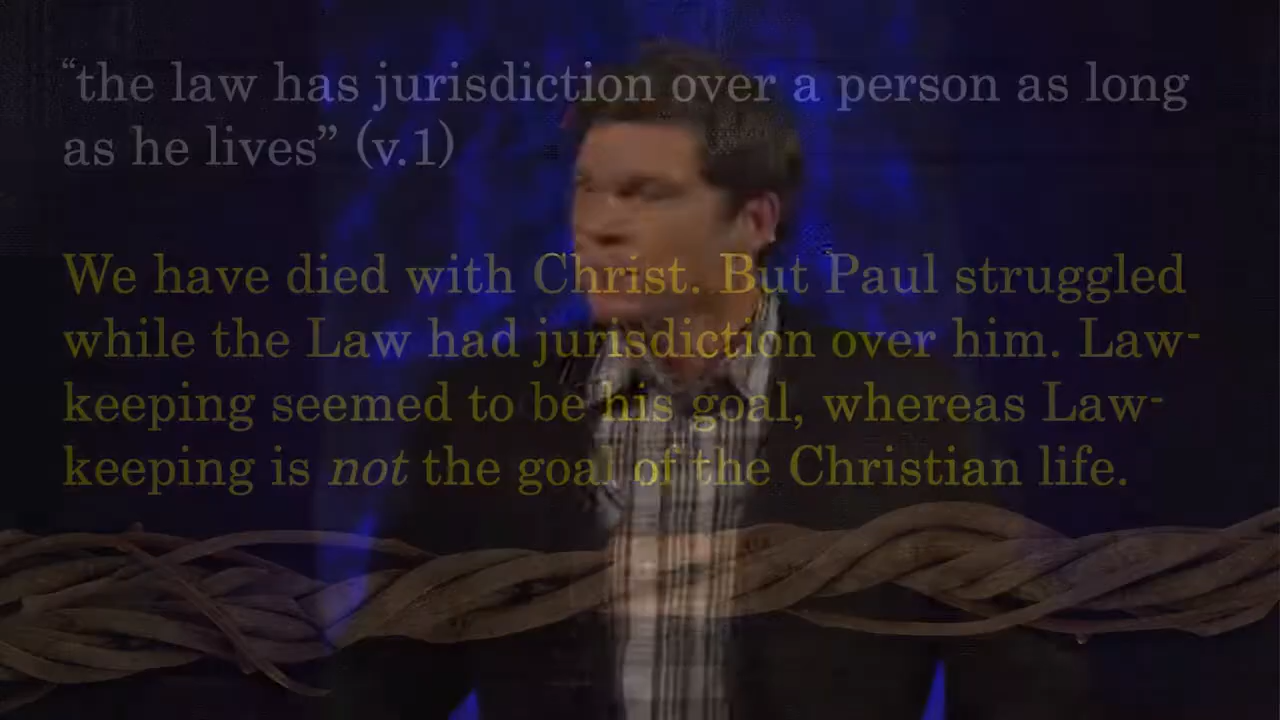 “the law has jurisdiction over a person as long
as he lives” (v.1)
We have died with Christ. But Paul struggled
while the Law had jurisdiction over him. Law-
keeping seemed to be his goal, whereas Law-
keeping is not the goal of the Christian life.